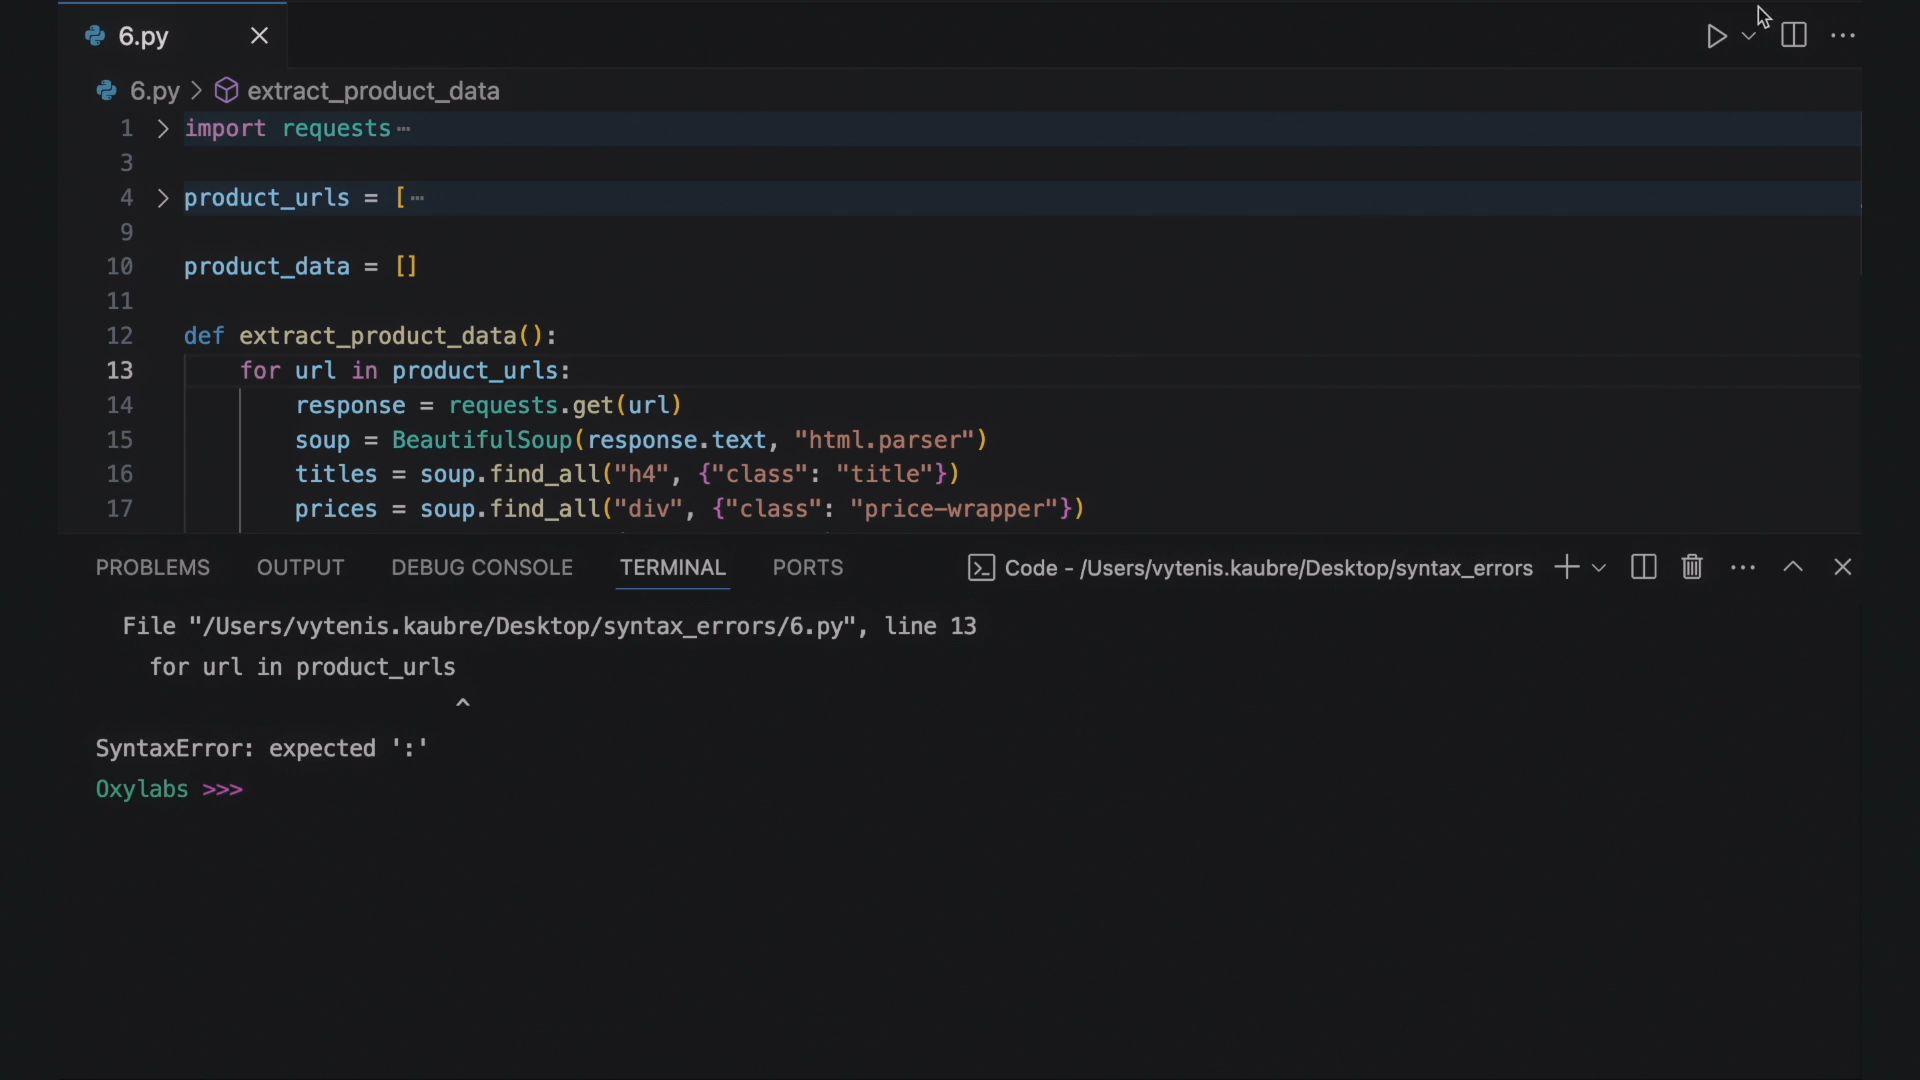 6.py
6.py > extract_product_data
1 > import requests…
3
4 > product_urls = […
9
10 product_data = []
11
12 def extract_product_data():
13 for url in product_urls:
14 response = requests.get(url)
15 soup = BeautifulSoup(response.text, "html.parser")
16 titles = soup.find_all("h4", {"class": "title"})
17 prices = soup.find_all("div", {"class": "price-wrapper"})
PROBLEMS OUTPUT DEBUG CONSOLE TERMINAL PORTS Code - /Users/vytenis.kaubre/Desktop/syntax_errors
File "/Users/vytenis.kaubre/Desktop/syntax_errors/6.py", line 13
for url in product_urls
^
SyntaxError: expected ':'
Oxylabs >>>